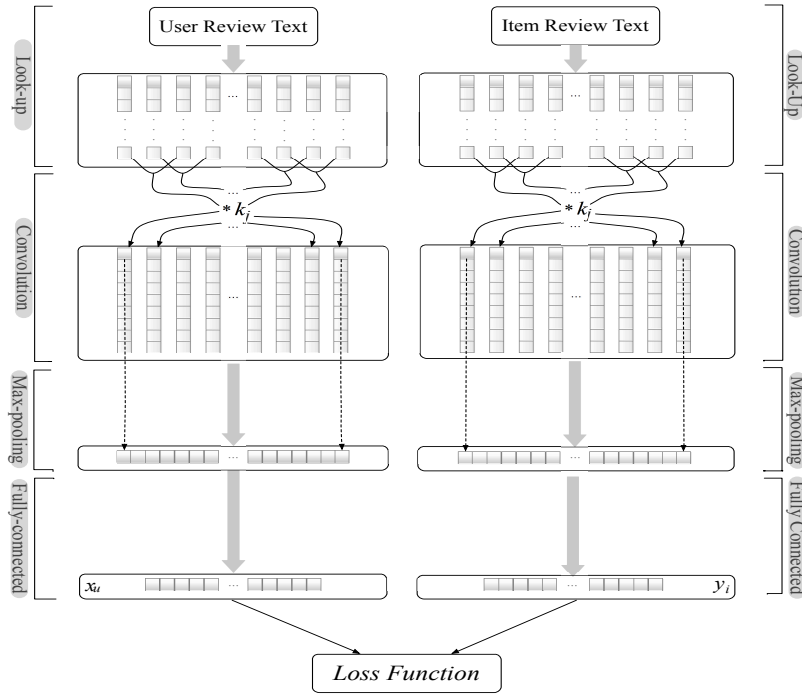 User Review Text
Item Review Text
Look-up
Look-Up
...
...
...
...
* k_j
* k_j
...
...
Convolution
Convolution
...
...
Max-pooling
Max-pooling
...
...
Fully-connected
Fully Connected
x_u
...
...
y_i
Loss Function